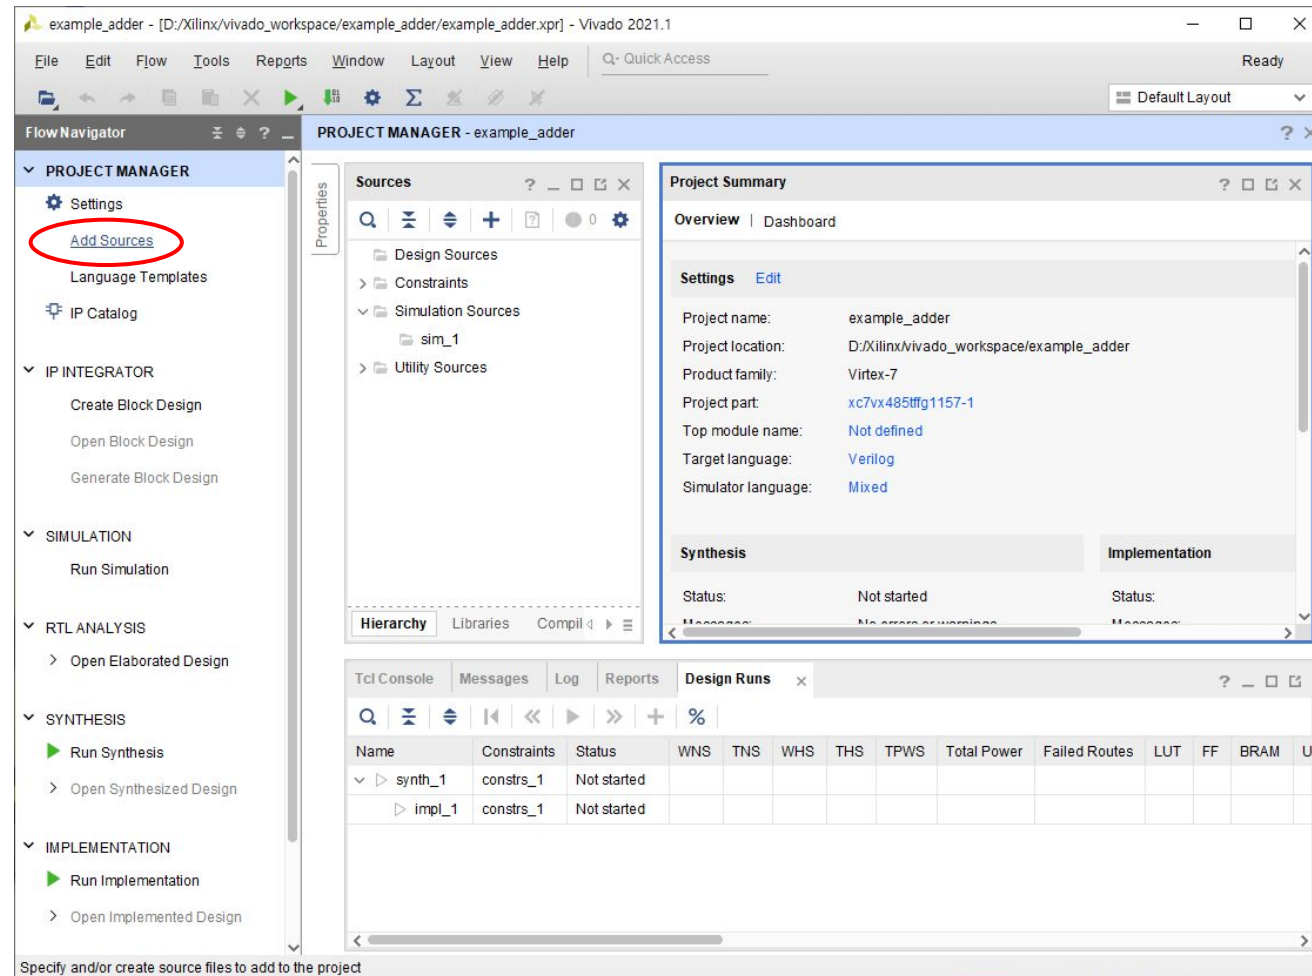 example_adder - [D:/Xilinx/vivado_workspace/example_adder/example_adder.xpr] - Vivado 2021.1
File Edit Flow Tools Reports Window Layout View Help Quick Access Ready
Default Layout
Flow Navigator
PROJECT MANAGER
Settings
Add Sources
Language Templates
IP Catalog
IP INTEGRATOR
Create Block Design
Open Block Design
Generate Block Design
SIMULATION
Run Simulation
RTL ANALYSIS
Open Elaborated Design
SYNTHESIS
Run Synthesis
Open Synthesized Design
IMPLEMENTATION
Run Implementation
Open Implemented Design
PROJECT MANAGER - example_adder
Properties
Sources
0
Design Sources
Constraints
Simulation Sources
sim_1
Utility Sources
Hierarchy Libraries Compil
Project Summary
Overview | Dashboard
Settings Edit
Project name: example_adder
Project location: D:/Xilinx/vivado_workspace/example_adder
Product family: Virtex-7
Project part: xc7vx485tffg1157-1
Top module name: Not defined
Target language: Verilog
Simulator language: Mixed
Synthesis Implementation
Status: Not started Status:
Messages: No errors or warnings Messages:
Tcl Console Messages Log Reports Design Runs
Name Constraints Status WNS TNS WHS THS TPWS Total Power Failed Routes LUT FF BRAM U
synth_1 constrs_1 Not started
impl_1 constrs_1 Not started
Specify and/or create source files to add to the project